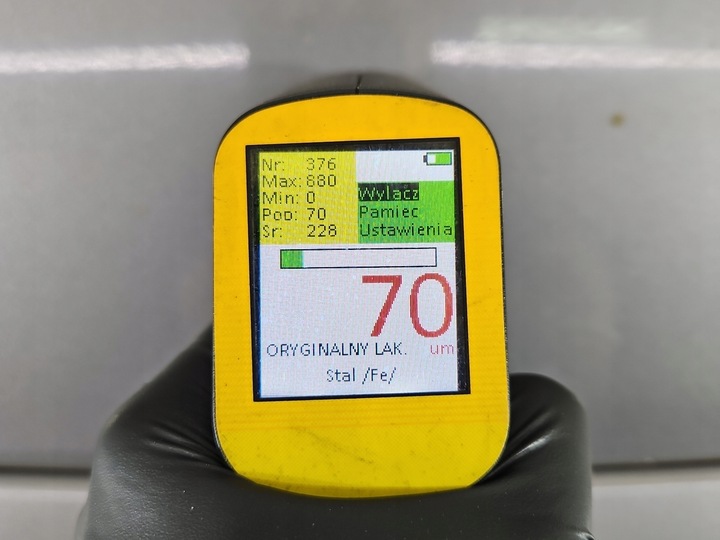 Nr: 376
Max: 880
Min: 0
Pop: 70
Sr: 228
Wylacz
Pamiec
Ustawienia
70
ORYGINALNY LAK. um
Stal /Fe/